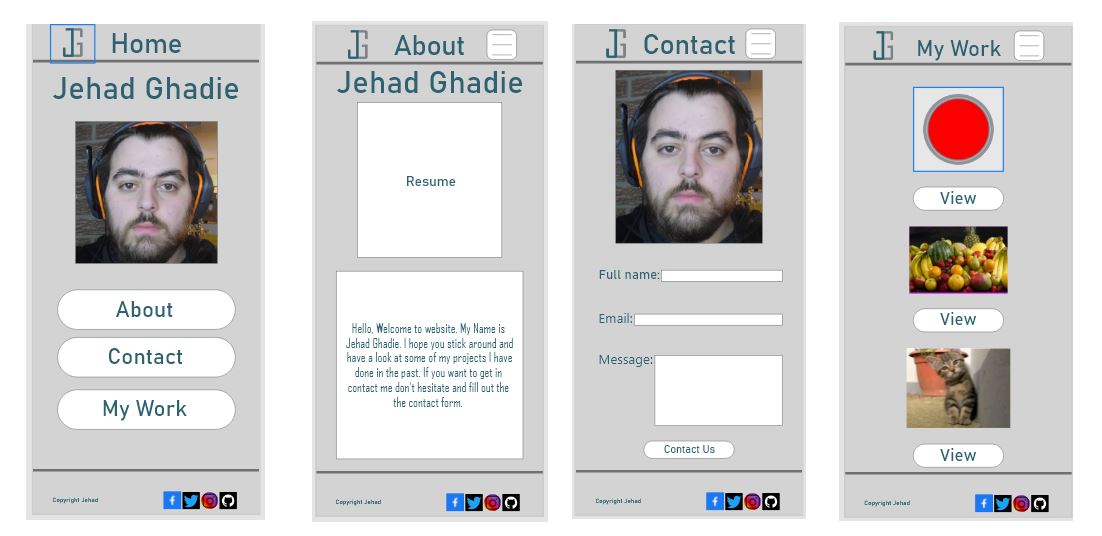 JG Home
Jehad Ghadie
About
Contact
My Work
Copyright Jehad
f
JG About
Jehad Ghadie
Resume
Hello, Welcome to website. My Name is
Jehad Ghadie. I hope you stick around and
have a look at some of my projects I have
done in the past. If you want to get in
contact me don't hesitate and fill out the
the contact form.
Copyright Jehad
f
JG Contact
Full name:
Email:
Message:
Contact Us
Copyright Jehad
f
JG My Work
View
View
View
Copyright Jehad
f